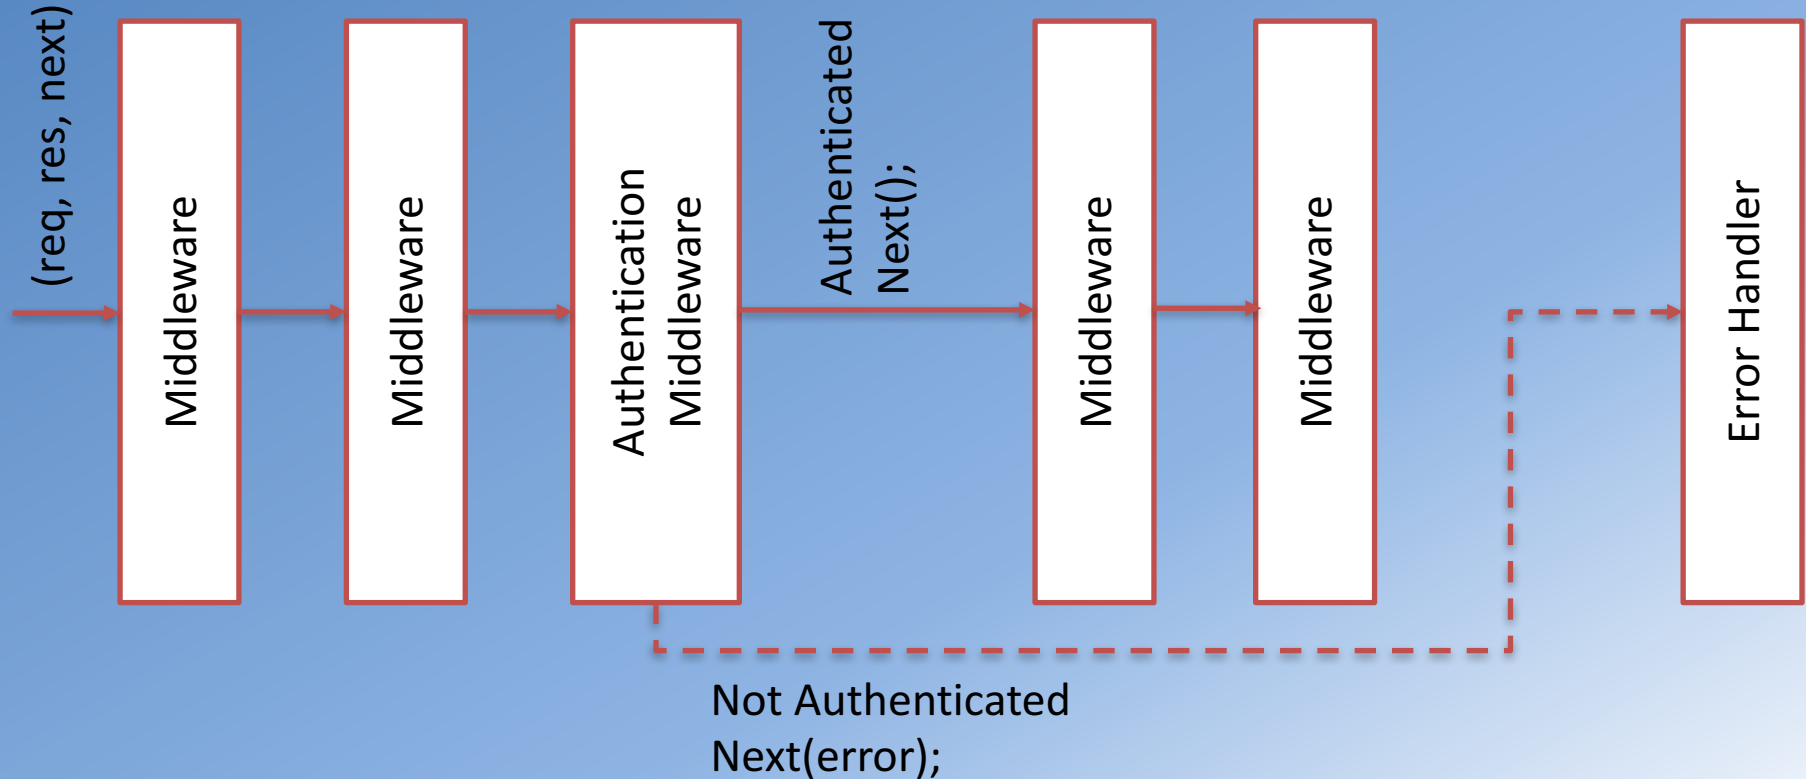 (req, res, next)
Middleware
Middleware
Authentication
Middleware
Authenticated
Next();
Middleware
Middleware
Error Handler
Not Authenticated
Next(error);